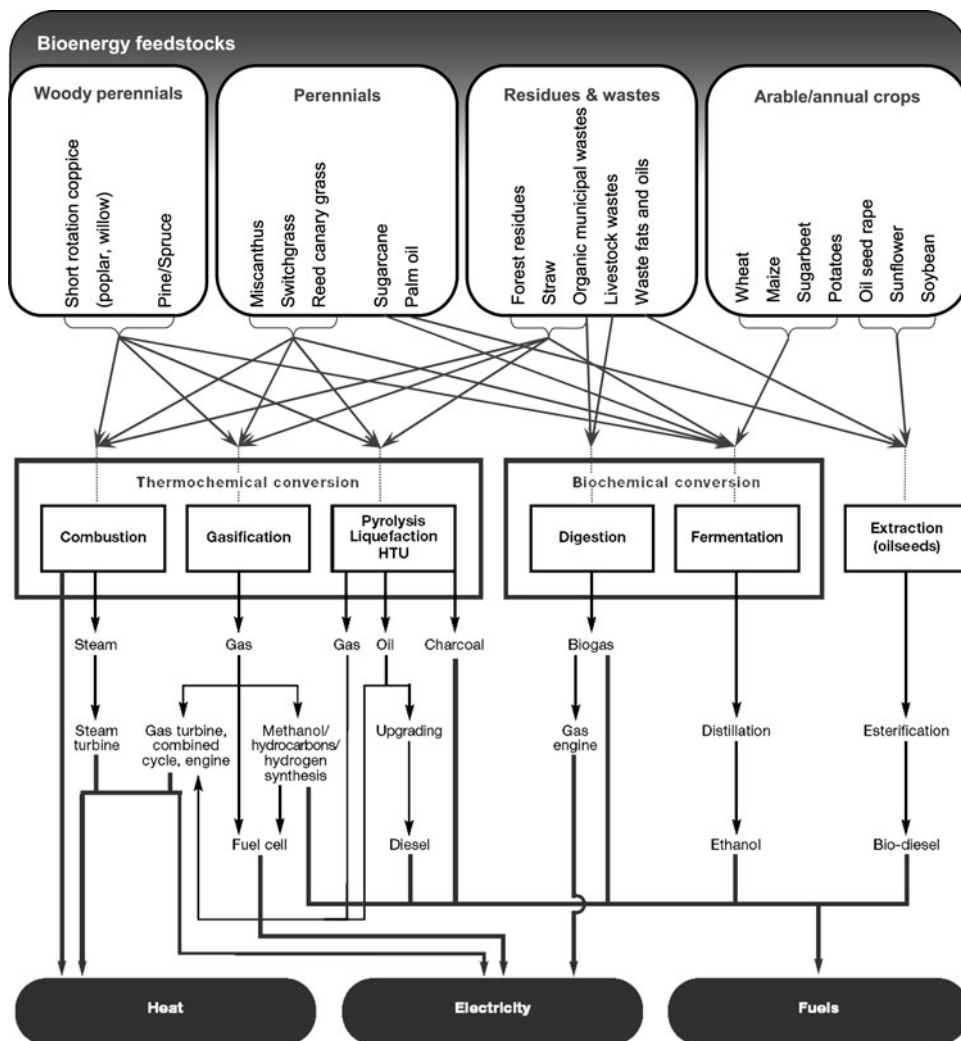 Bioenergy feedstocks
Woody perennials
Perennials
Residues & wastes
Arable/annual crops
Short rotation coppice
(poplar, willow)
Pine/Spruce
Miscanthus
Switchgrass
Reed canary grass
Sugarcane
Palm oil
Forest residues
Straw
Organic municipal wastes
Livestock wastes
Waste fats and oils
Wheat
Maize
Sugarbeet
Potatoes
Oil seed rape
Sunflower
Soybean
Thermochemical conversion
Biochemical conversion
Combustion
Gasification
Pyrolysis
Liquefaction
HTU
Digestion
Fermentation
Extraction
(oilseeds)
Steam
Gas
Gas
Oil
Charcoal
Biogas
Steam
turbine
Gas turbine,
combined
cycle, engine
Methanol/
hydrocarbons/
hydrogen
synthesis
Upgrading
Gas
engine
Distillation
Esterification
Fuel cell
Diesel
Ethanol
Bio-diesel
Heat
Electricity
Fuels